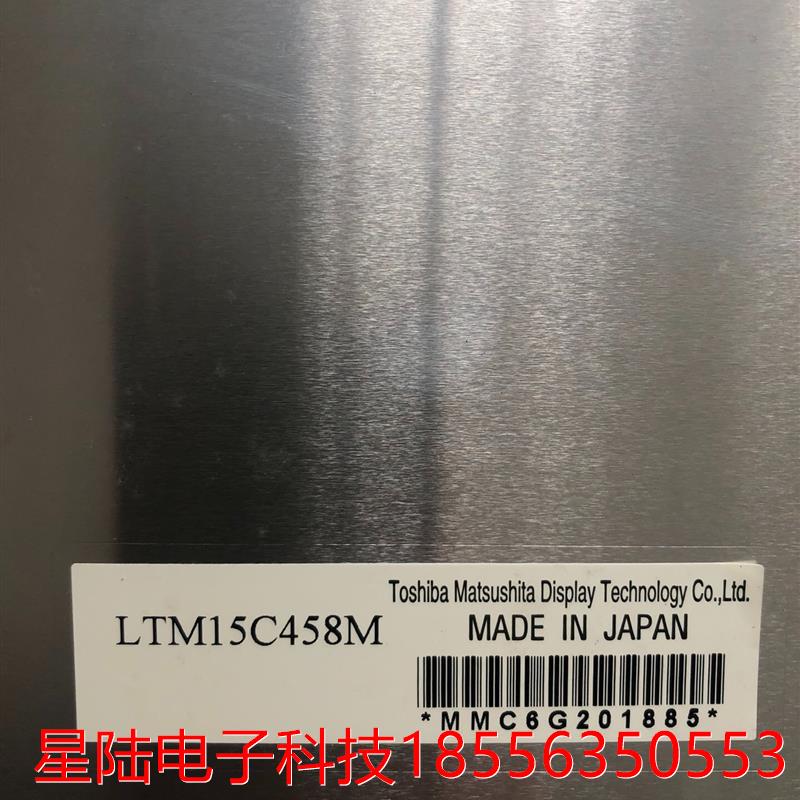 Toshiba Matsushita Display Technology Co.,Ltd.
LTM15C458M
MADE IN JAPAN
*MMC6G201885*
星陆电子科技18556350553